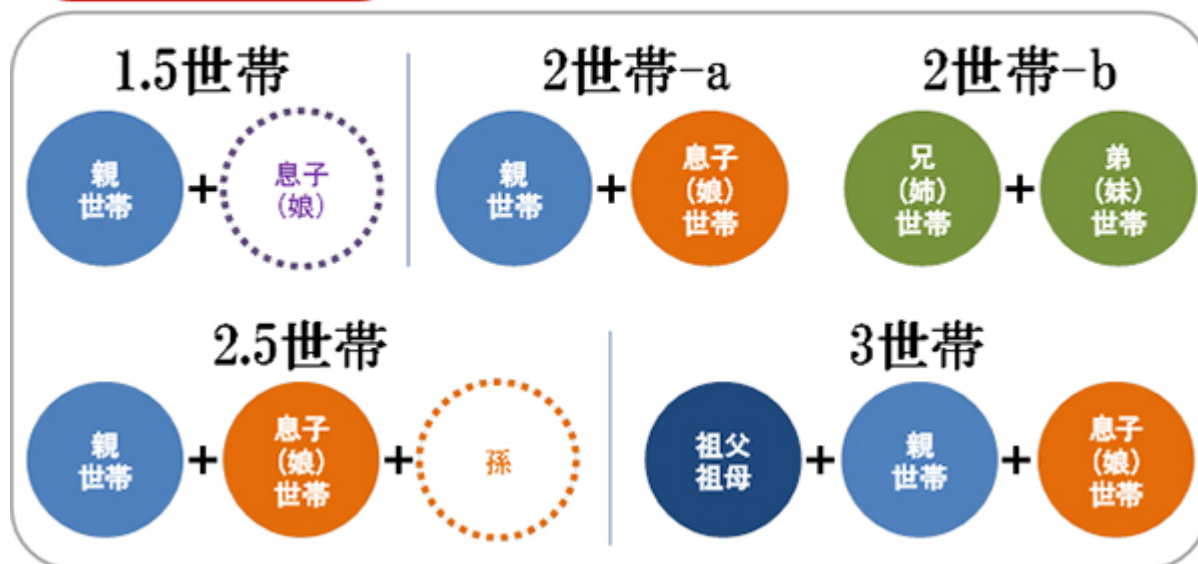 1.5世帯
親
世帯
+
息子
(娘)
2世帯-a
親
世帯
+
息子
(娘)
世帯
2世帯-b
兄
(姉)
世帯
+
弟
(妹)
世帯
2.5世帯
親
世帯
+
息子
(娘)
世帯
+
孫
3世帯
祖父
祖母
+
親
世帯
+
息子
(娘)
世帯